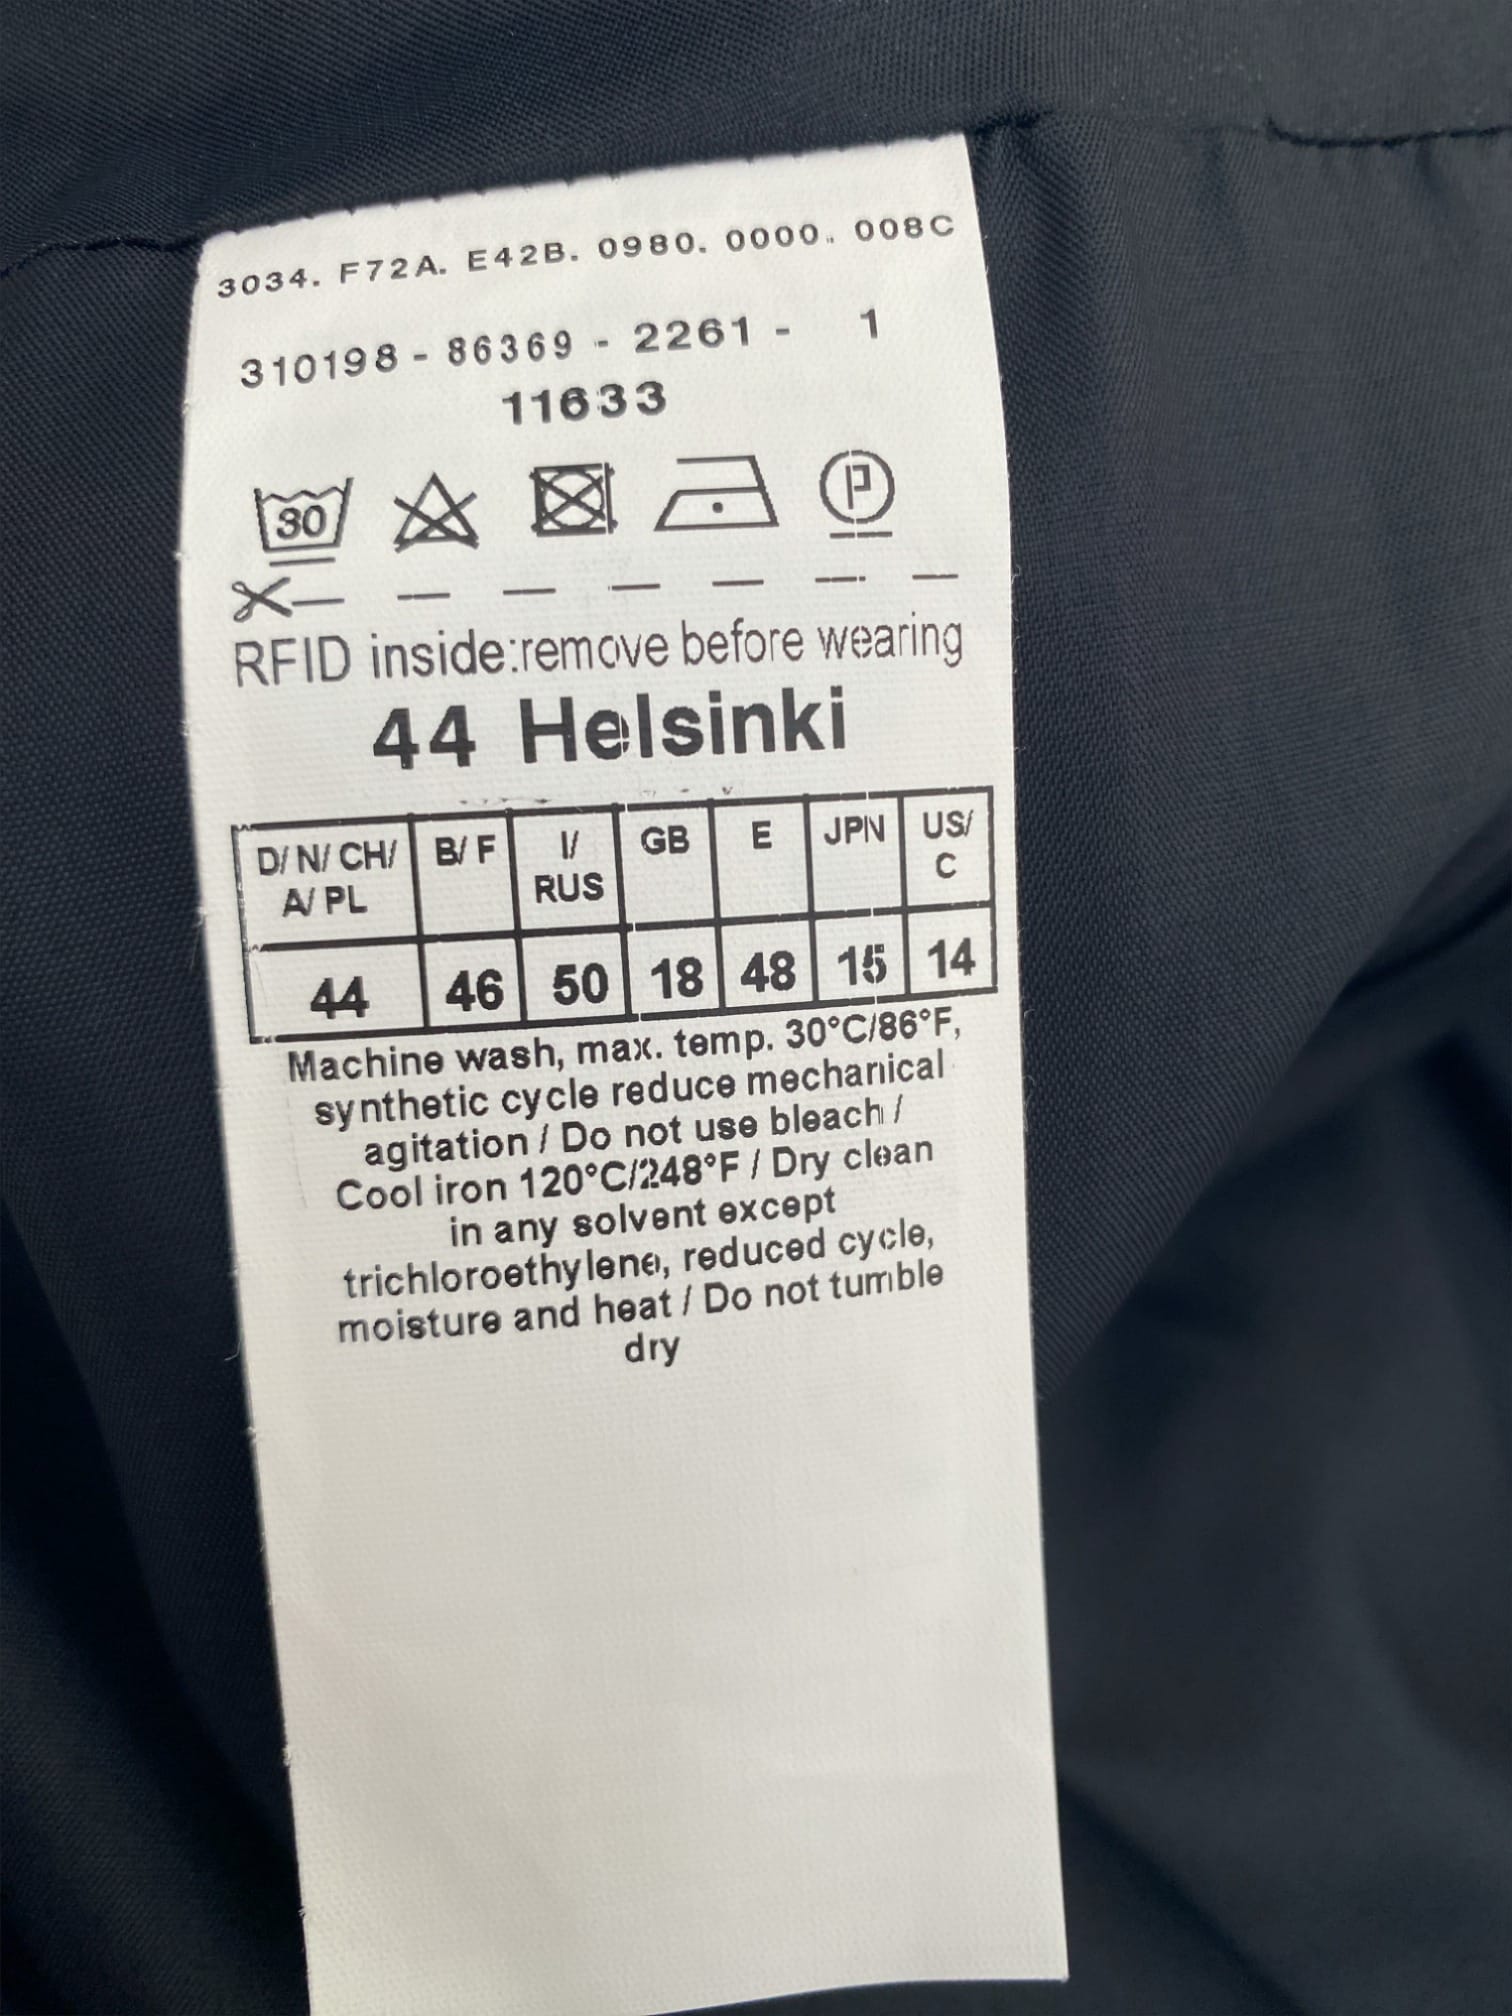 3034. F72A. E42B. 0980. 0000. 008C
310198 - 86369 - 2261 - 1
11633
30 P
RFID inside:remove before wearing
44 Helsinki
D/ N/ CH/ A/ PL B/ F I/ RUS GB E JPN US/ C
44 46 50 18 48 15 14
Machine wash, max. temp. 30°C/86°F,
synthetic cycle reduce mechanical
agitation / Do not use bleach /
Cool iron 120°C/248°F / Dry clean
in any solvent except
trichloroethylene, reduced cycle,
moisture and heat / Do not tumble
dry